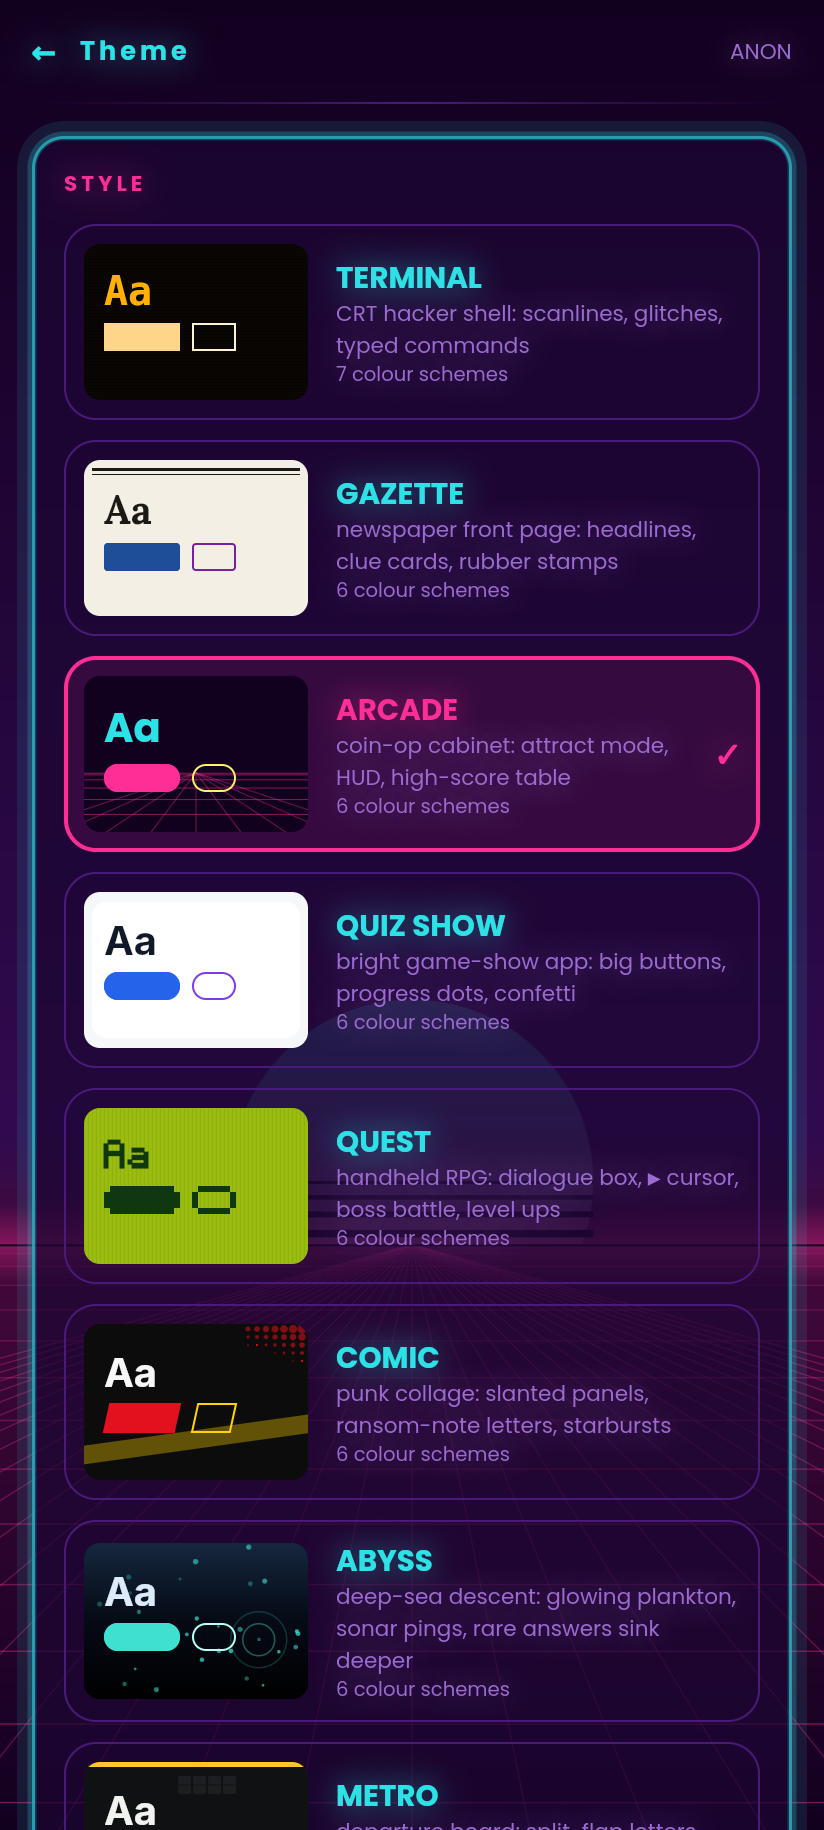 ← Theme
ANON
STYLE
Aa
TERMINAL
CRT hacker shell: scanlines, glitches,
typed commands
7 colour schemes
Aa
GAZETTE
newspaper front page: headlines,
clue cards, rubber stamps
6 colour schemes
Aa
ARCADE
coin-op cabinet: attract mode,
HUD, high-score table
6 colour schemes
✓
Aa
QUIZ SHOW
bright game-show app: big buttons,
progress dots, confetti
6 colour schemes
Aa
QUEST
handheld RPG: dialogue box, ▶ cursor,
boss battle, level ups
6 colour schemes
Aa
COMIC
punk collage: slanted panels,
ransom-note letters, starbursts
6 colour schemes
Aa
ABYSS
deep-sea descent: glowing plankton,
sonar pings, rare answers sink
deeper
6 colour schemes
Aa
METRO
departure board: split-flap letters